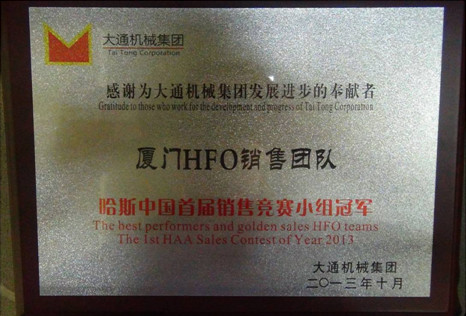 大通机械集团
Tai Tong Corporation
感谢为大通机械集团发展进步的奉献者
Gratitude to those who work for the development and progress of Tai Tong Corporation
厦门HFO销售团队
哈斯中国首届销售竞赛小组冠军
The best performers and golden sales HFO teams
The 1st HAA Sales Contest of Year 2013
大通机械集团
二〇一三年十月